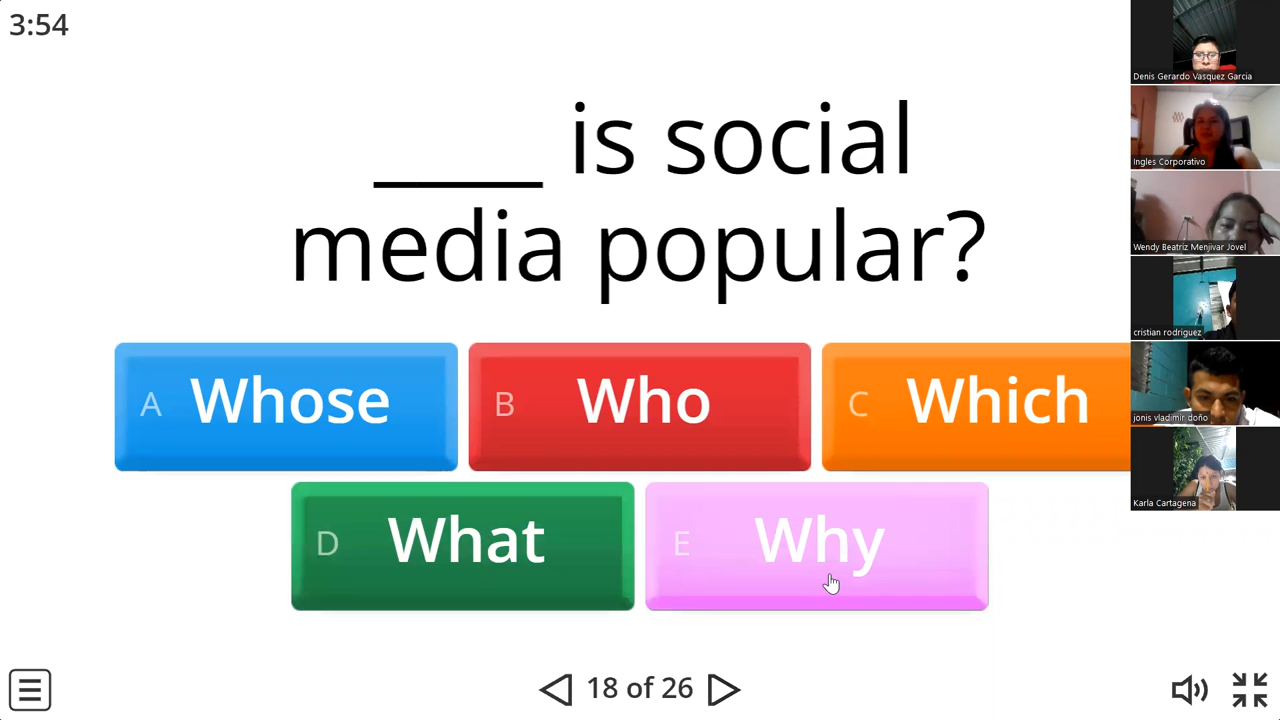 3:54
_____ is social
media popular?
A Whose
B Who
C Which
D What
E Why
18 of 26
Denis Gerardo Vasquez Garcia
Ingles Corporativo
Wendy Beatriz Menjivar Jovel
cristian rodriguez
jonis vladimir doño
Karla Cartagena